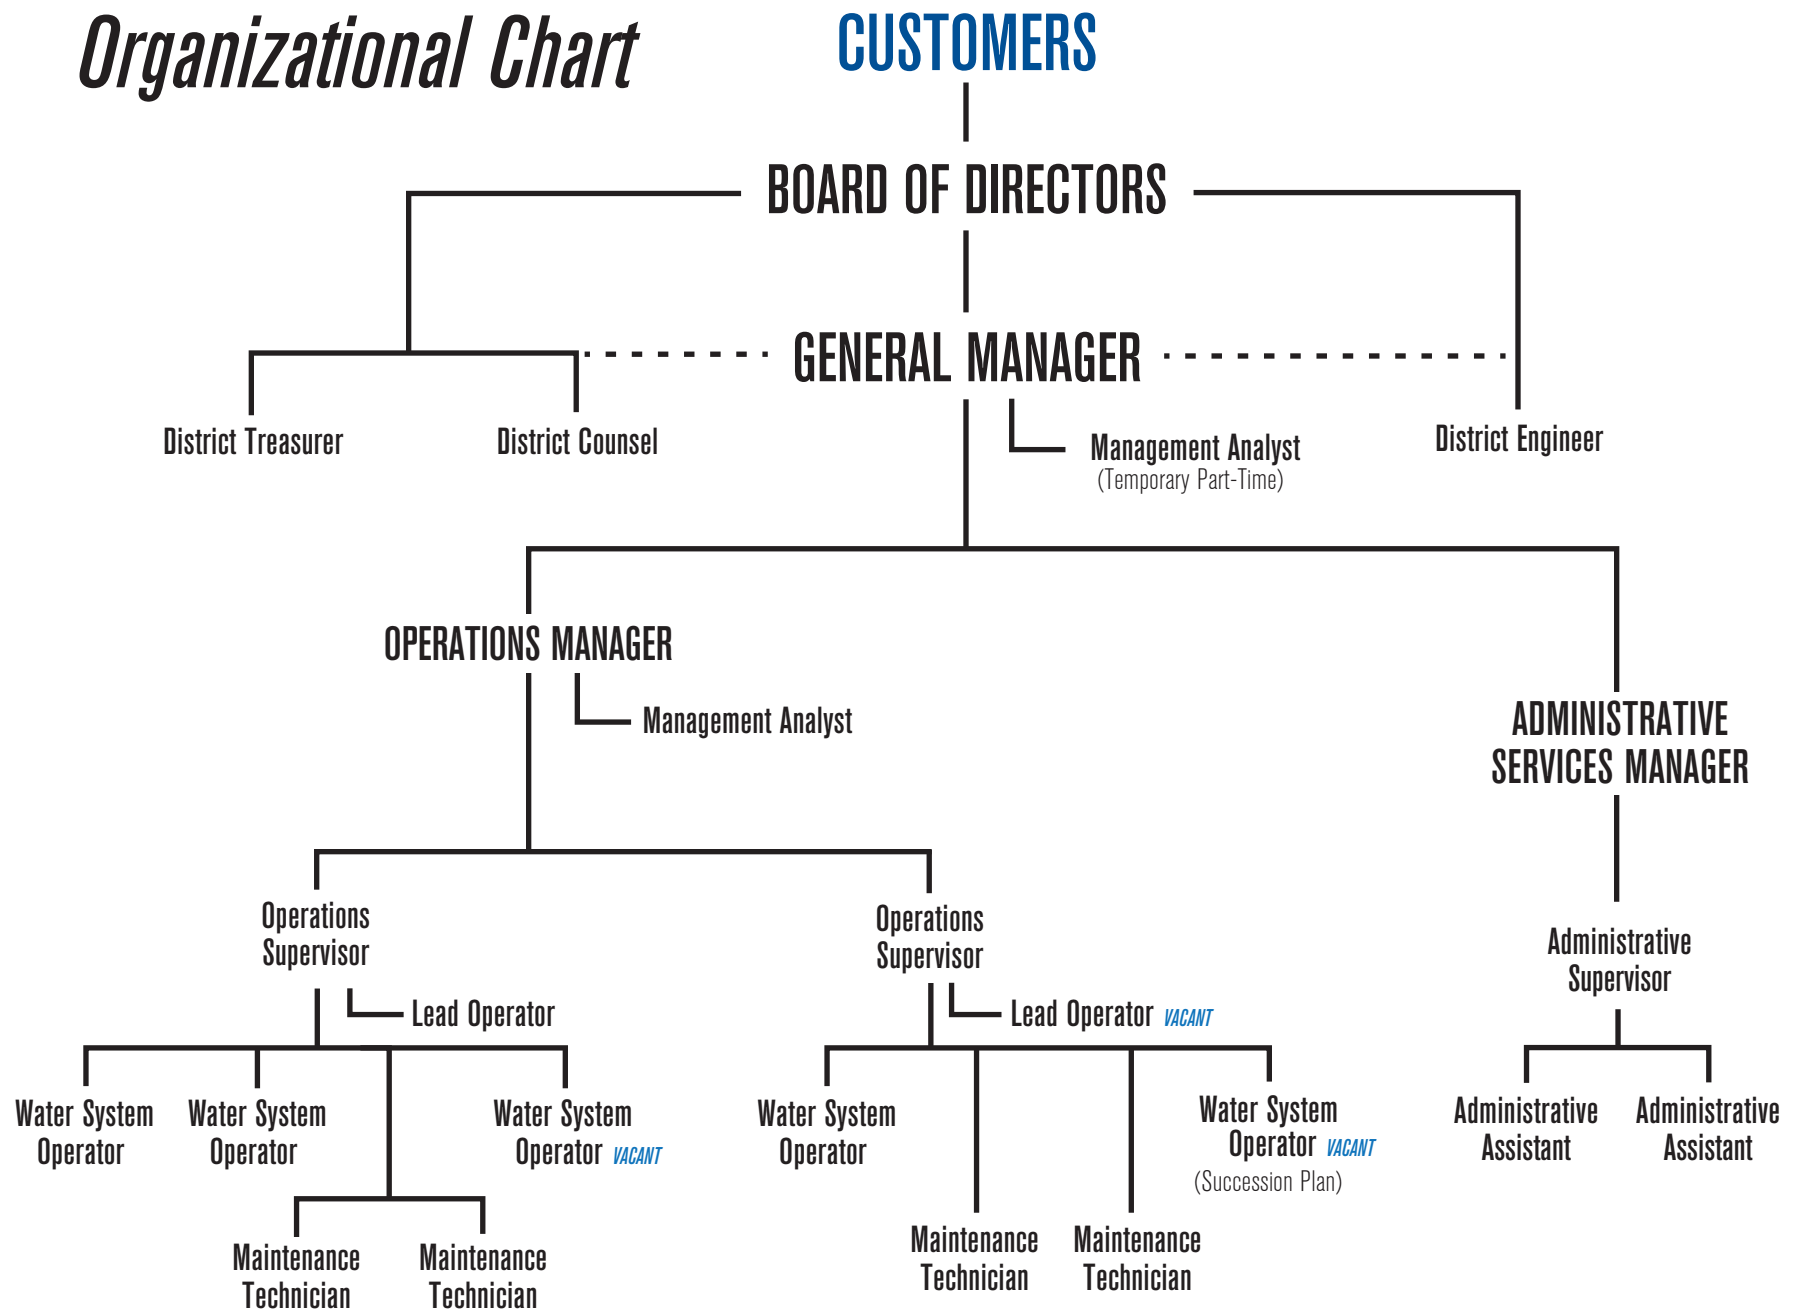 Organizational Chart
CUSTOMERS
BOARD OF DIRECTORS
GENERAL MANAGER
District Treasurer
District Counsel
Management Analyst
(Temporary Part-Time)
District Engineer
OPERATIONS MANAGER
Management Analyst
ADMINISTRATIVE
SERVICES MANAGER
Operations
Supervisor
Lead Operator
Operations
Supervisor
Lead Operator VACANT
Administrative
Supervisor
Water System
Operator
Water System
Operator
Water System
Operator VACANT
Maintenance
Technician
Maintenance
Technician
Water System
Operator
Water System
Operator VACANT
(Succession Plan)
Maintenance
Technician
Maintenance
Technician
Administrative
Assistant
Administrative
Assistant